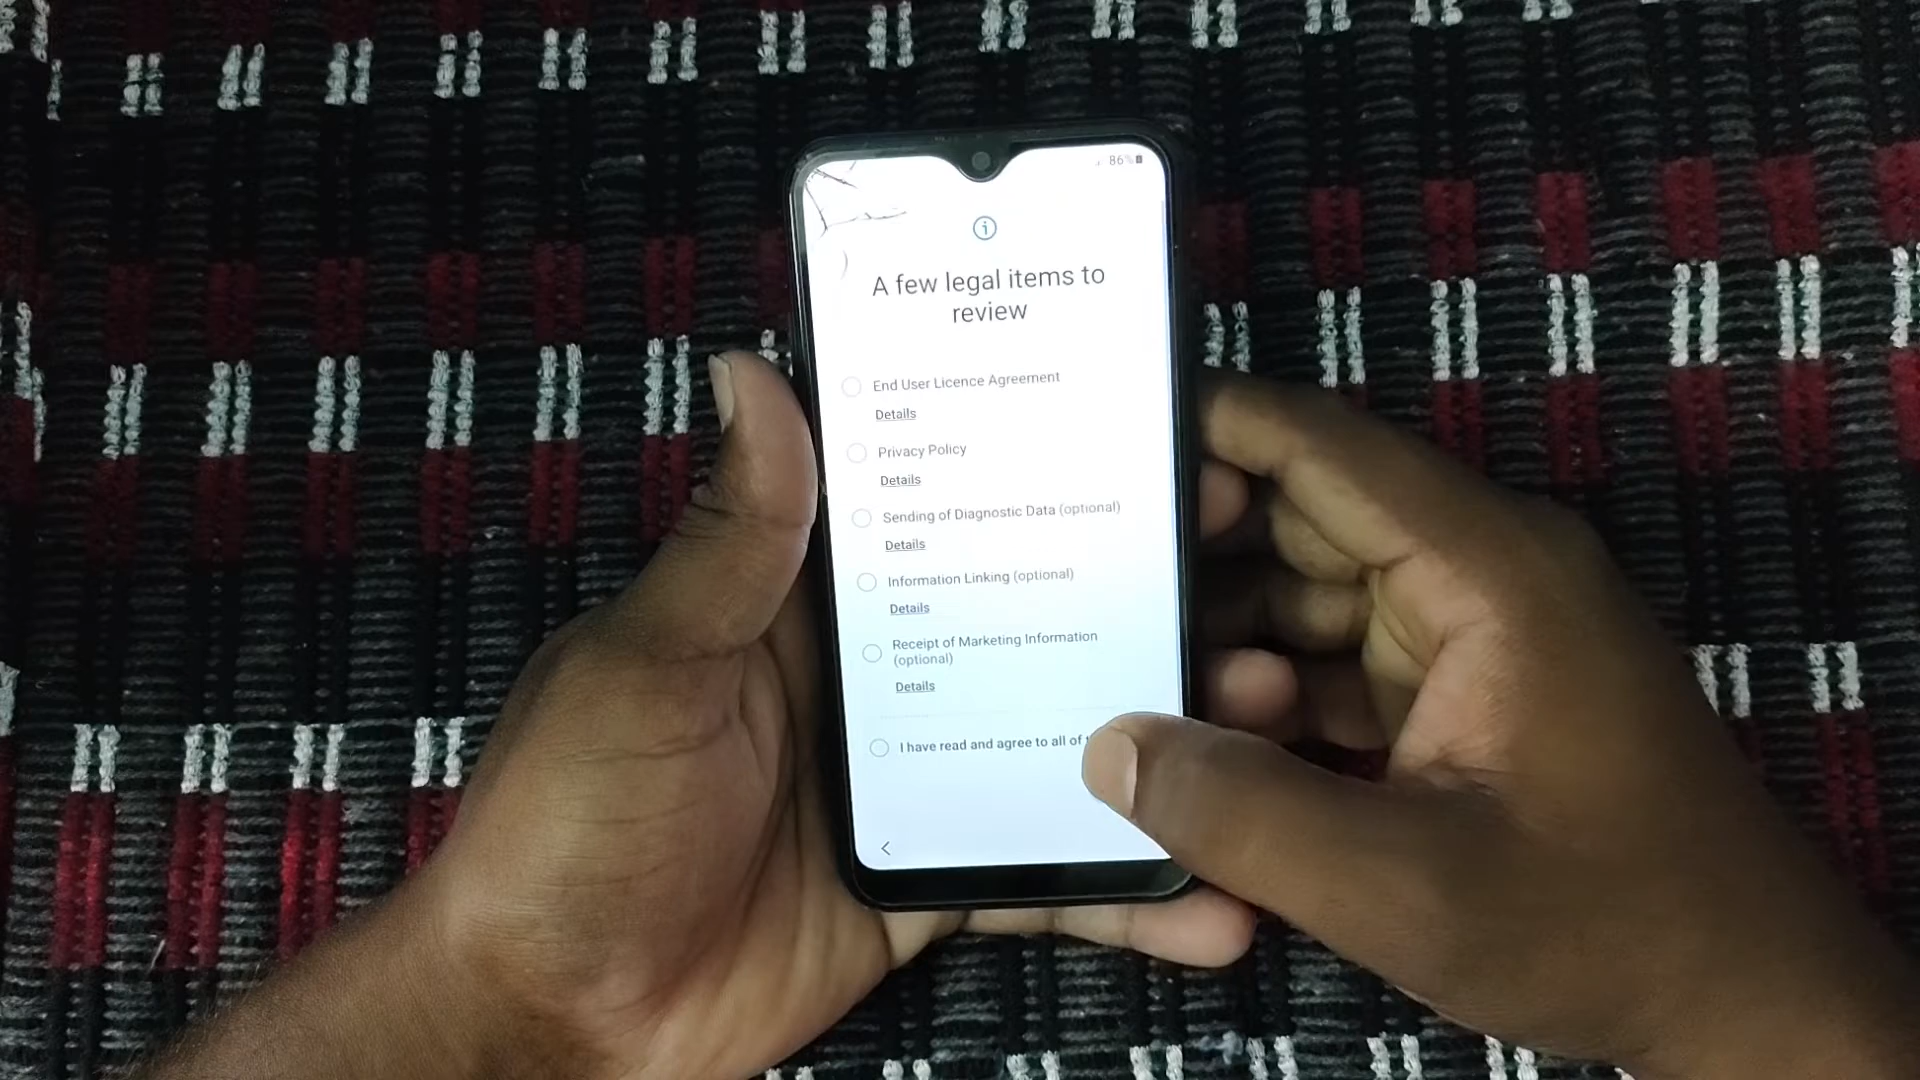 86%
A few legal items to
review
End User Licence Agreement
Details
Privacy Policy
Details
Sending of Diagnostic Data (optional)
Details
Information Linking (optional)
Details
Receipt of Marketing Information
(optional)
Details
I have read and agree to all of